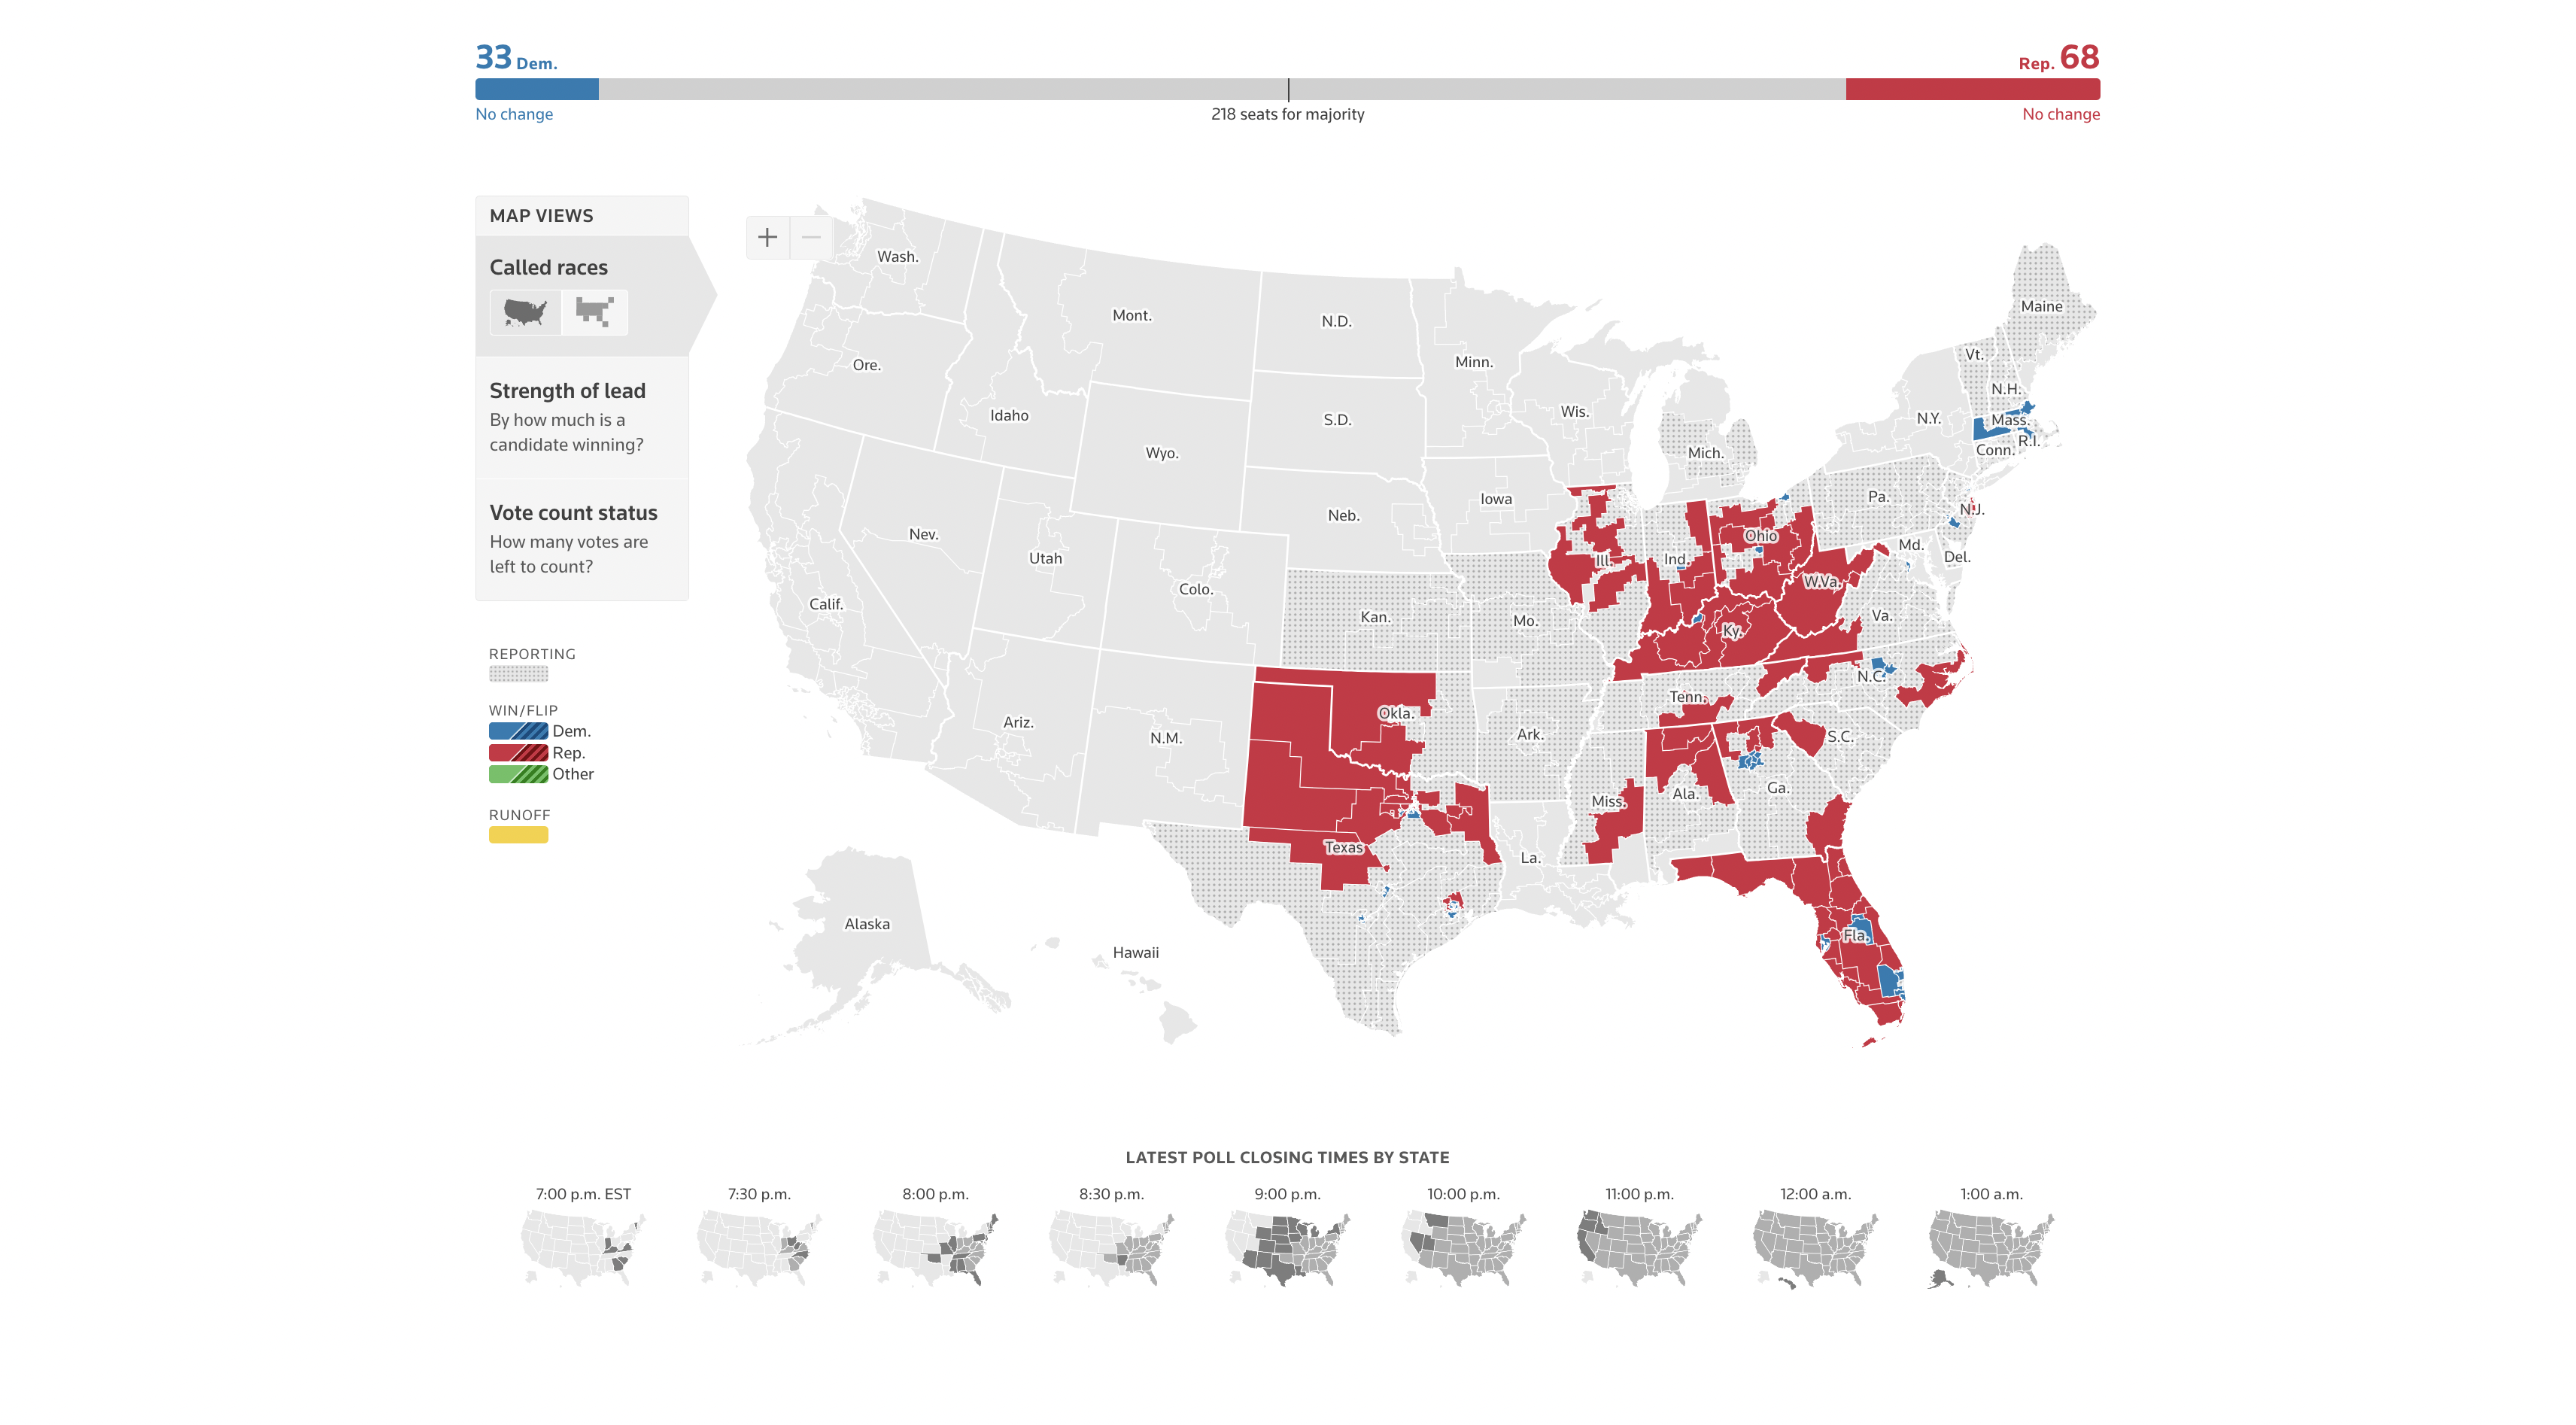 33 Dem.
Rep. 68
No change
218 seats for majority
No change
MAP VIEWS
Called races
Strength of lead
By how much is a
candidate winning?
Vote count status
How many votes are
left to count?
REPORTING
WIN/FLIP
Dem.
Rep.
Other
RUNOFF
+
−
Wash.
Mont.
N.D.
Minn.
Maine
Vt.
Ore.
Idaho
S.D.
Wis.
N.H.
N.Y.
Mass.
R.I.
Conn.
Wyo.
Mich.
Iowa
Pa.
N.J.
Neb.
Nev.
Utah
Ill.
Ind.
Ohio
Md.
Del.
Colo.
W.Va.
Calif.
Kan.
Mo.
Ky.
Va.
N.C.
Tenn.
Okla.
Ariz.
N.M.
Ark.
S.C.
Miss.
Ala.
Ga.
Texas
La.
Alaska
Hawaii
Fla.
LATEST POLL CLOSING TIMES BY STATE
7:00 p.m. EST
7:30 p.m.
8:00 p.m.
8:30 p.m.
9:00 p.m.
10:00 p.m.
11:00 p.m.
12:00 a.m.
1:00 a.m.